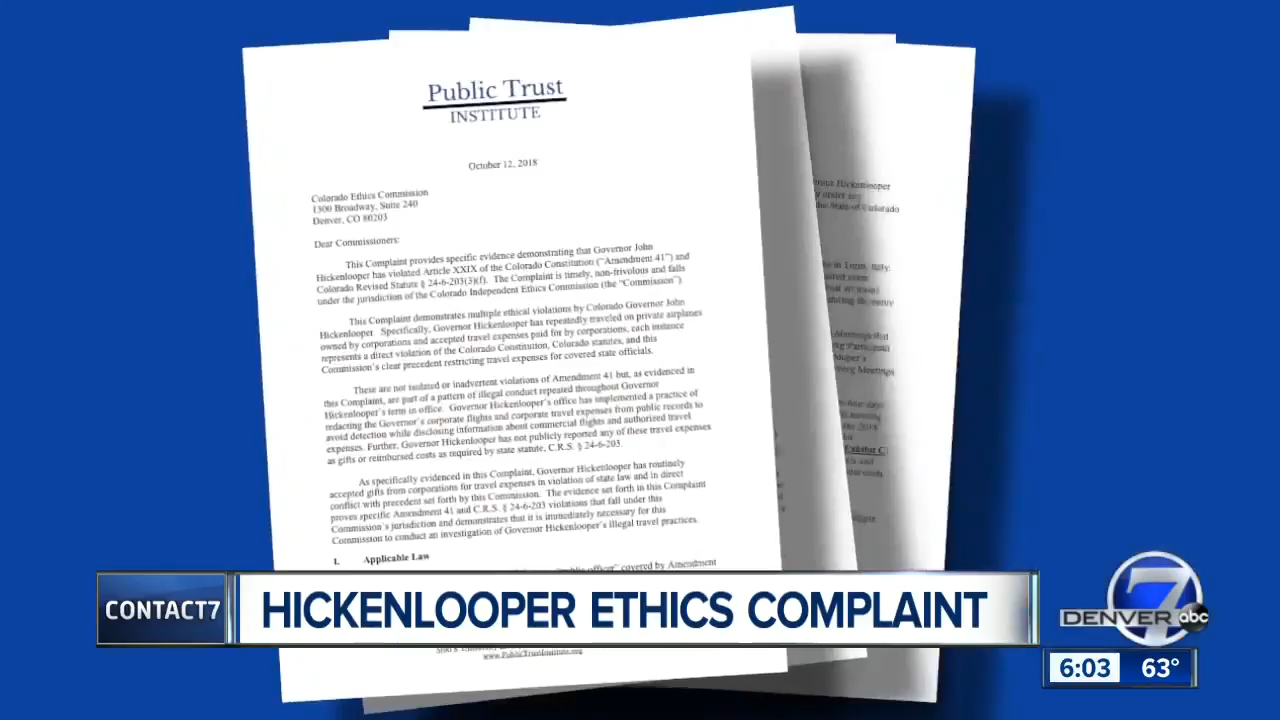 Public Trust
INSTITUTE
October 12, 2018
Colorado Ethics Commission
1300 Broadway, Suite 240
Denver, CO 80203
Dear Commissioners:
This Complaint provides specific evidence demonstrating that Governor John
Hickenlooper has violated Article XXIX of the Colorado Constitution ("Amendment 41") and
Colorado Revised Statute § 24-6-203(3)(f). The Complaint is timely, non-frivolous and falls
under the jurisdiction of the Colorado Independent Ethics Commission (the "Commission").
This Complaint demonstrates multiple ethical violations by Colorado Governor John
Hickenlooper. Specifically, Governor Hickenlooper has repeatedly traveled on private airplanes
owned by corporations and accepted travel expenses paid for by corporations, each instance
represents a direct violation of the Colorado Constitution, Colorado statutes, and this
Commission's clear precedent restricting travel expenses for covered state officials.
These are not isolated or inadvertent violations of Amendment 41 but, as evidenced in
this Complaint, are part of a pattern of illegal conduct repeated throughout Governor
Hickenlooper's term in office. Governor Hickenlooper's office has implemented a practice of
redacting the Governor's corporate flights and corporate travel expenses from public records to
avoid detection while disclosing information about commercial flights and authorized travel
expenses. Further, Governor Hickenlooper has not publicly reported any of these travel expenses
as gifts or reimbursed costs as required by state statute, C.R.S. § 24-6-203.
As specifically evidenced in this Complaint, Governor Hickenlooper has routinely
accepted gifts from corporations for travel expenses in violation of state law and in direct
conflict with precedent set forth by this Commission. The evidence set forth in this Complaint
proves specific Amendment 41 and C.R.S. § 24-6-203 violations that fall under this
Commission's jurisdiction and demonstrates that it is immediately necessary for this
Commission to conduct an investigation of Governor Hickenlooper's illegal travel practices.
I. Applicable Law
officer" covered by Amendment
www.PublicTrustInstitute.org
Hickenlooper
order
the State of Colorado
in Turin, Italy.
Meetings
CONTACT7
HICKENLOOPER ETHICS COMPLAINT
7
DENVER abc
6:03 63°